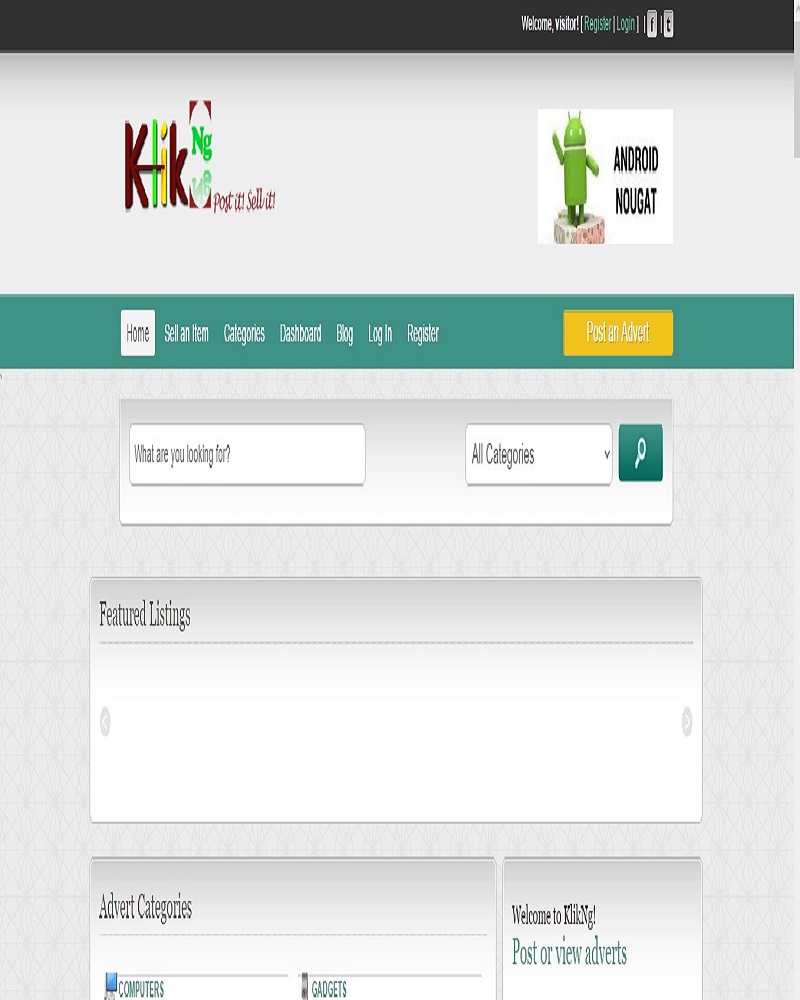 Welcome, visitor! [ Register | Login ] | f | t
Klik Ng
Post it! Sell it!
ANDROID
NOUGAT
Home Sell an Item Categories Dashboard Blog Log In Register Post an Advert
What are you looking for? All Categories
Featured Listings
Advert Categories
Welcome to KlikNg!
Post or view adverts
COMPUTERS GADGETS